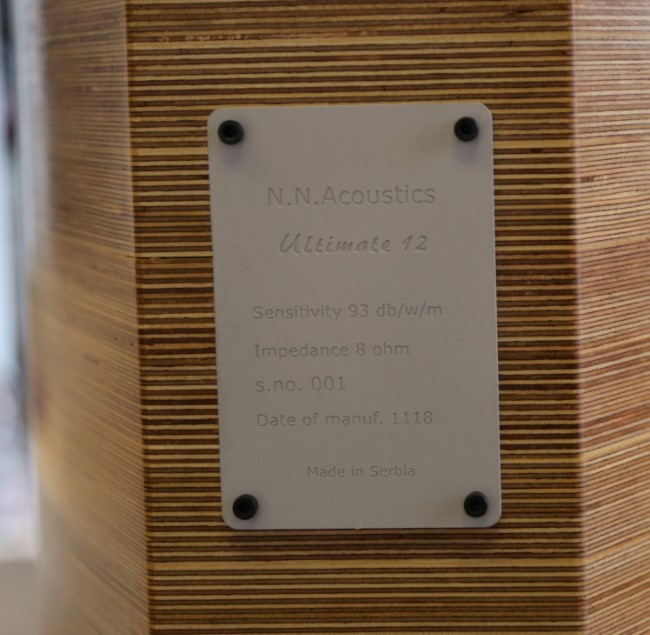 N.N.Acoustics
Ultimate 12
Sensitivity 93 db/w/m
Impedance 8 ohm
s.no. 001
Date of manuf. 1118
Made in Serbia